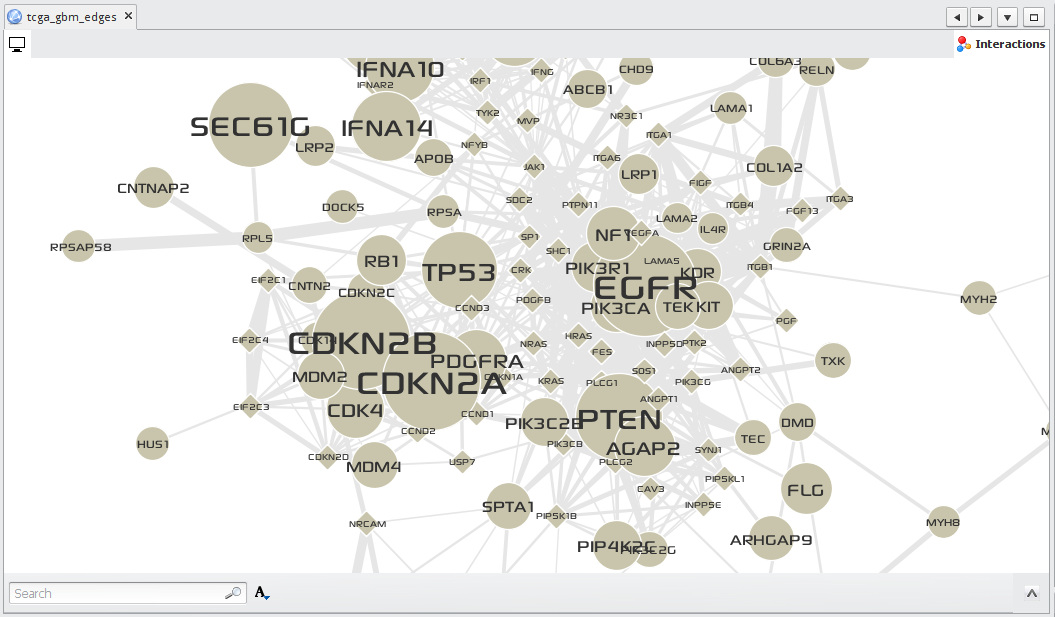 tcga_gbm_edges
Interactions
IFNA10
IFNG
CHD9
COL6A3
RELN
IFNAR2
IRF1
ABCB1
LAMA1
TYK2
MVP
NR3C1
SEC61G
IFNA14
ITGA1
LRP2
NFYB
APOB
ITGA6
JAK1
LRP1
COL1A2
CNTNAP2
FIGF
SDC2
ITGA3
DOCK5
RPSA
PTPN11
ITGB4
FGF13
LAMA2
IL4R
RPL5
SP1
NF1
VEGFA
RPSAP58
GRIN2A
SHC1
RB1
TP53
CRK
PIK3R1
LAMA5
KDR
ITGB1
EIF2C1
CNTN2
CDKN2C
EGFR
PDGFB
MYH2
CCND3
PIK3CA
TEK
KIT
PGF
EIF2C4
CDK14
CDKN2B
NRAS
HRAS
FES
INPP5D
PTK2
PDGFRA
TXK
MDM2
CDKN2A
CDKN1A
KRAS
PLCG1
SOS1
PIK3CG
ANGPT2
EIF2C3
CDK4
CCND1
ANGPT1
PIK3C2B
PTEN
DMD
CCND2
TEC
HUS1
PIK3CB
AGAP2
SYNJ1
CDKN2D
MDM4
USP7
PLCG2
PIP5KL1
CAV3
FLG
SPTA1
INPP5E
PIP5K1B
NRCAM
MYH8
PIP4K2C
PIK3C2G
ARHGAP9
Search
A